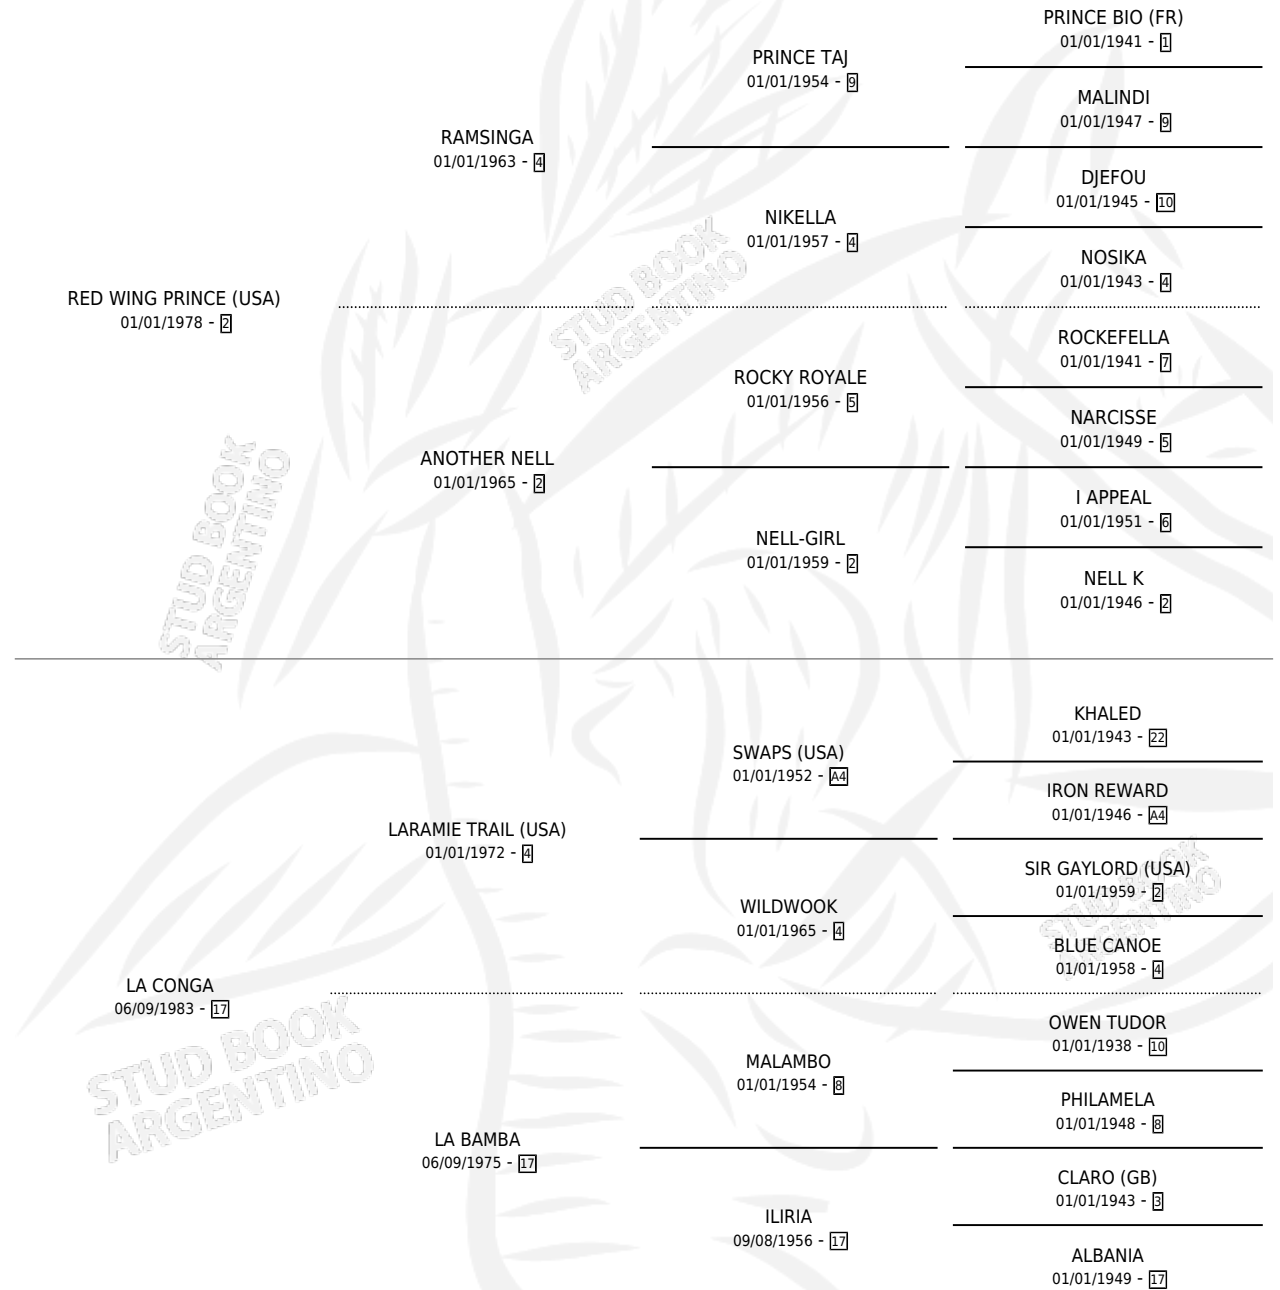 PRINCE BIO (FR)
01/01/1941 - 1
PRINCE TAJ
01/01/1954 - 9
MALINDI
01/01/1947 - 9
RAMSINGA
01/01/1963 - 4
DJEFOU
01/01/1945 - 10
NIKELLA
01/01/1957 - 4
NOSIKA
01/01/1943 - 4
RED WING PRINCE (USA)
01/01/1978 - 2
ROCKEFELLA
01/01/1941 - 7
ROCKY ROYALE
01/01/1956 - 5
NARCISSE
01/01/1949 - 5
ANOTHER NELL
01/01/1965 - 2
I APPEAL
01/01/1951 - 6
NELL-GIRL
01/01/1959 - 2
NELL K
01/01/1946 - 2
KHALED
01/01/1943 - 22
SWAPS (USA)
01/01/1952 - A4
IRON REWARD
01/01/1946 - A4
LARAMIE TRAIL (USA)
01/01/1972 - 4
SIR GAYLORD (USA)
01/01/1959 - 2
WILDWOOK
01/01/1965 - 4
BLUE CANOE
01/01/1958 - 4
LA CONGA
06/09/1983 - 17
OWEN TUDOR
01/01/1938 - 10
MALAMBO
01/01/1954 - 8
PHILAMELA
01/01/1948 - 8
LA BAMBA
06/09/1975 - 17
CLARO (GB)
01/01/1943 - 3
ILIRIA
09/08/1956 - 17
ALBANIA
01/01/1949 - 17
STUD BOOK
ARGENTINO
STUD BOOK
ARGENTINO
STUD BOOK
ARGENTINO
STUD BOOK
ARGENTINO